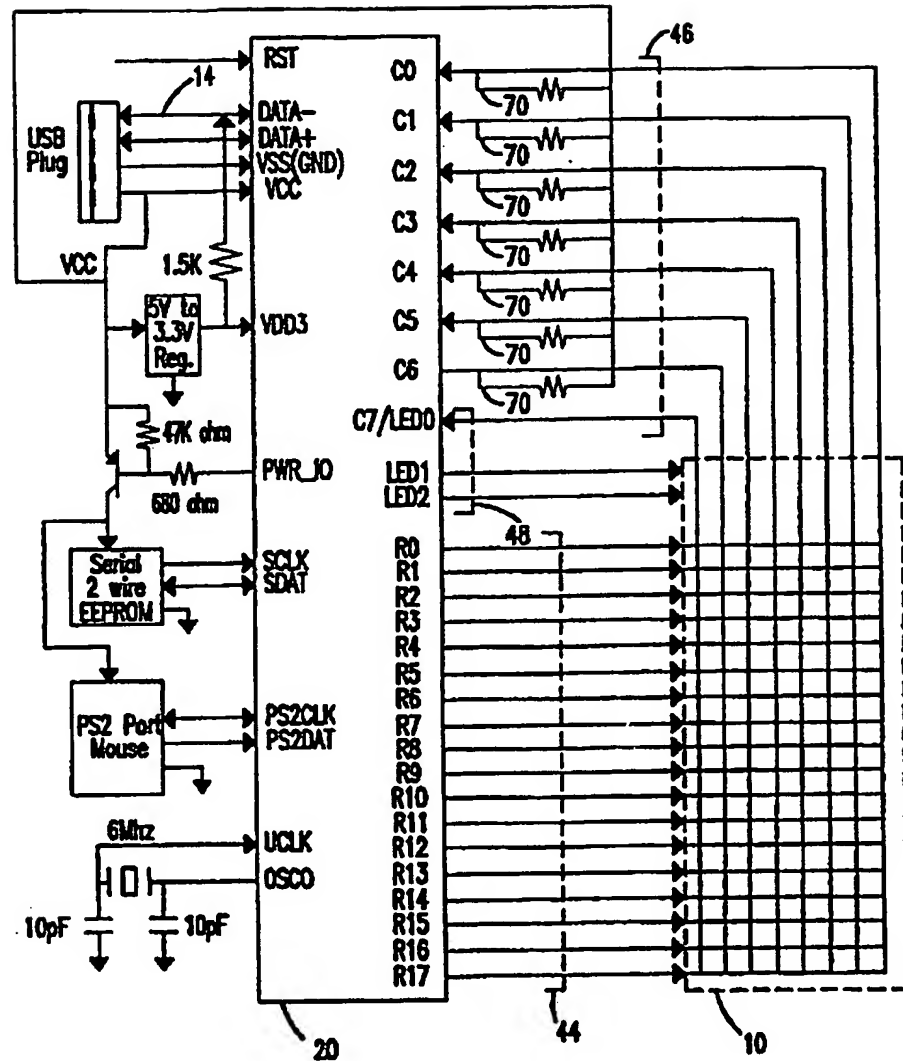 46
RST
C0
70
14
USB
Plug
DATA-
DATA+
VSS(GND)
VCC
C1
70
C2
70
C3
70
VCC
1.5K
C4
70
5V to
3.3V
Reg.
VDD3
C5
70
C6
70
47K ohm
C7/LED0
PWR_IO
680 ohm
LED1
LED2
48
Serial
2 wire
EEPROM
SCLK
SDAT
R0
R1
R2
R3
R4
R5
R6
PS2 Port
Mouse
PS2CLK
PS2DAT
R7
R8
R9
R10
R11
6Mhz
UCLK
OSCO
R12
R13
R14
10pF
10pF
R15
R16
R17
20
44
10